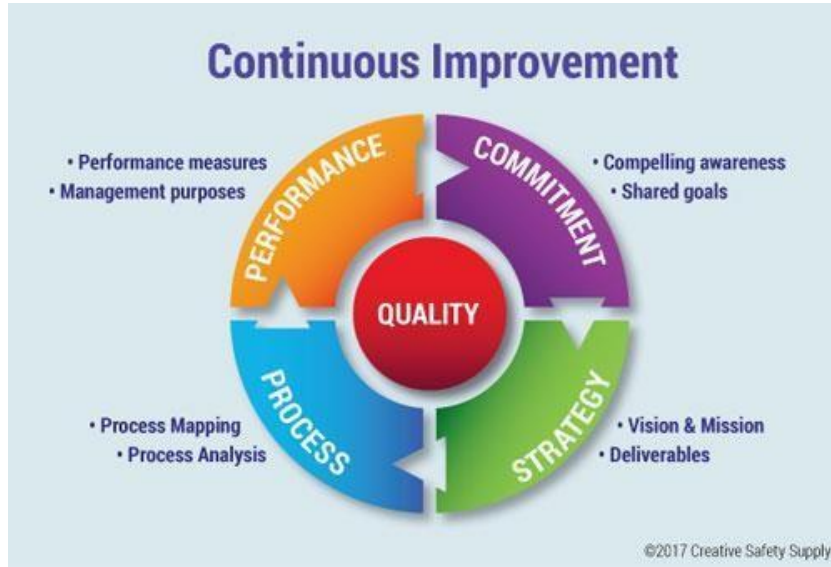 Continuous Improvement
• Performance measures
• Management purposes
PERFORMANCE
COMMITMENT
• Compelling awareness
• Shared goals
QUALITY
• Process Mapping
• Process Analysis
PROCESS
STRATEGY
• Vision & Mission
• Deliverables
©2017 Creative Safety Supply